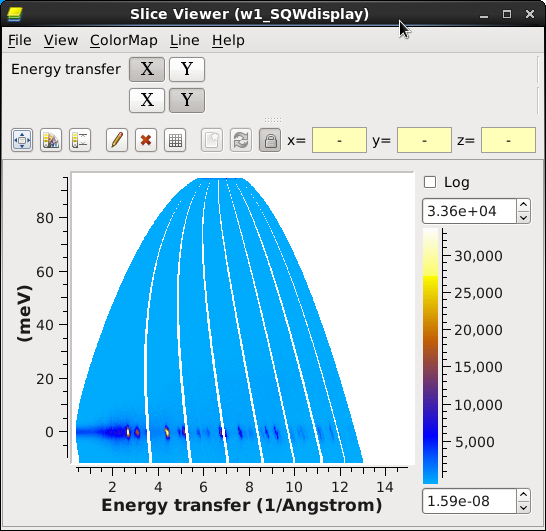 Slice Viewer (w1_SQWdisplay)
File View ColorMap Line Help
Energy transfer X Y
X Y
x= - y= - z= -
Log
3.36e+04
80
60
40
20
0
(meV)
2 4 6 8 10 12 14
Energy transfer (1/Angstrom)
30,000
25,000
20,000
15,000
10,000
5,000
1.59e-08